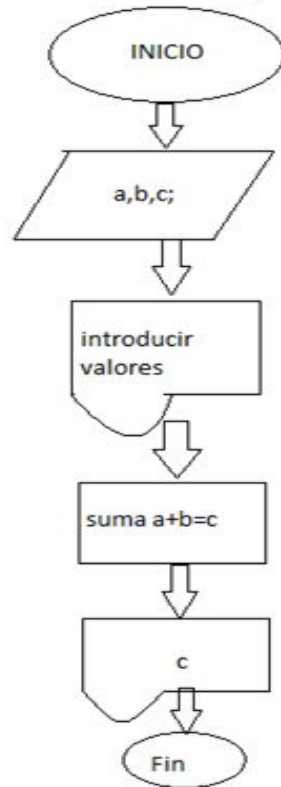 INICIO
a,b,c;
introducir
valores
suma a+b=c
c
Fin